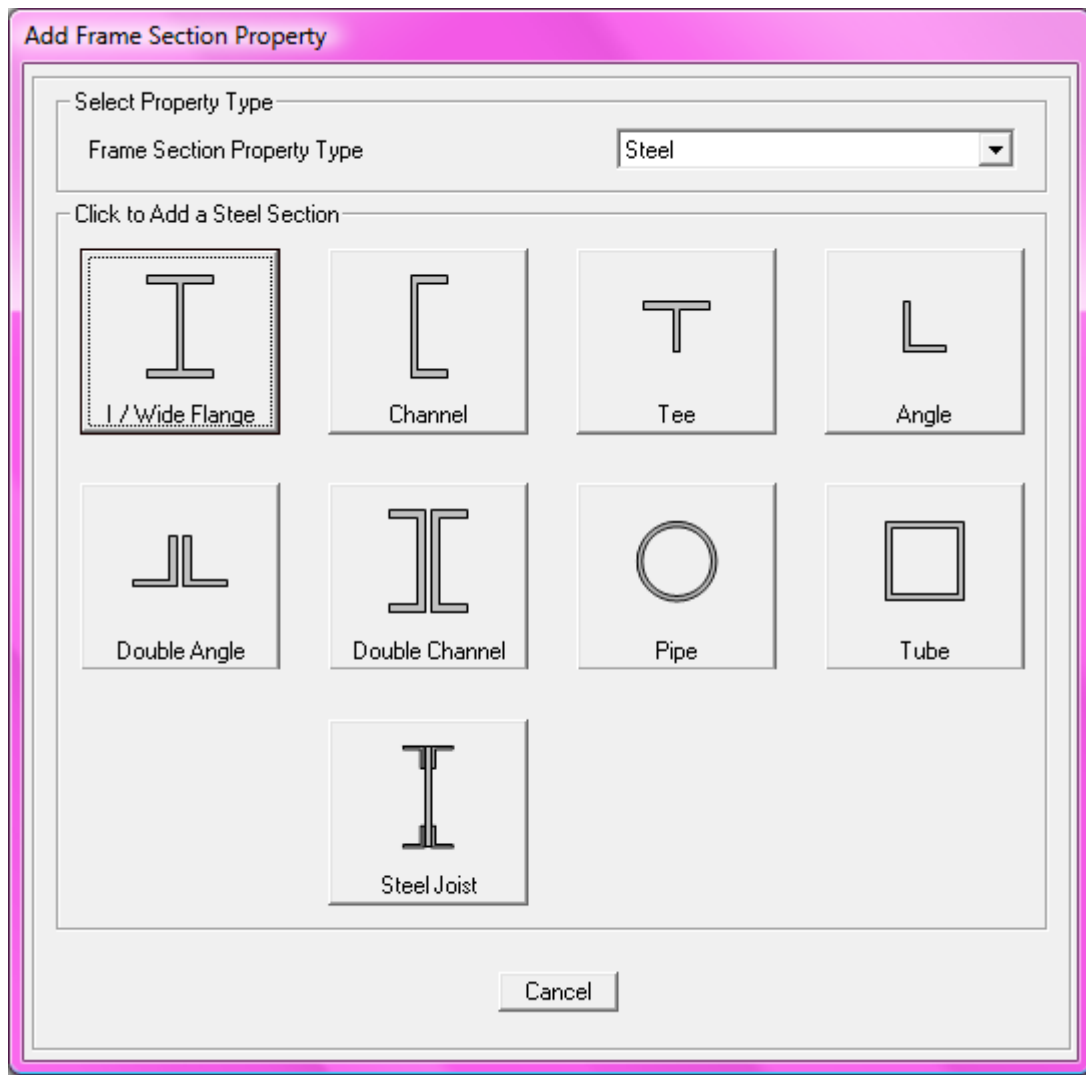 Add Frame Section Property
Select Property Type
Frame Section Property Type
Steel
Click to Add a Steel Section
I / Wide Flange
Channel
Tee
Angle
Double Angle
Double Channel
Pipe
Tube
Steel Joist
Cancel